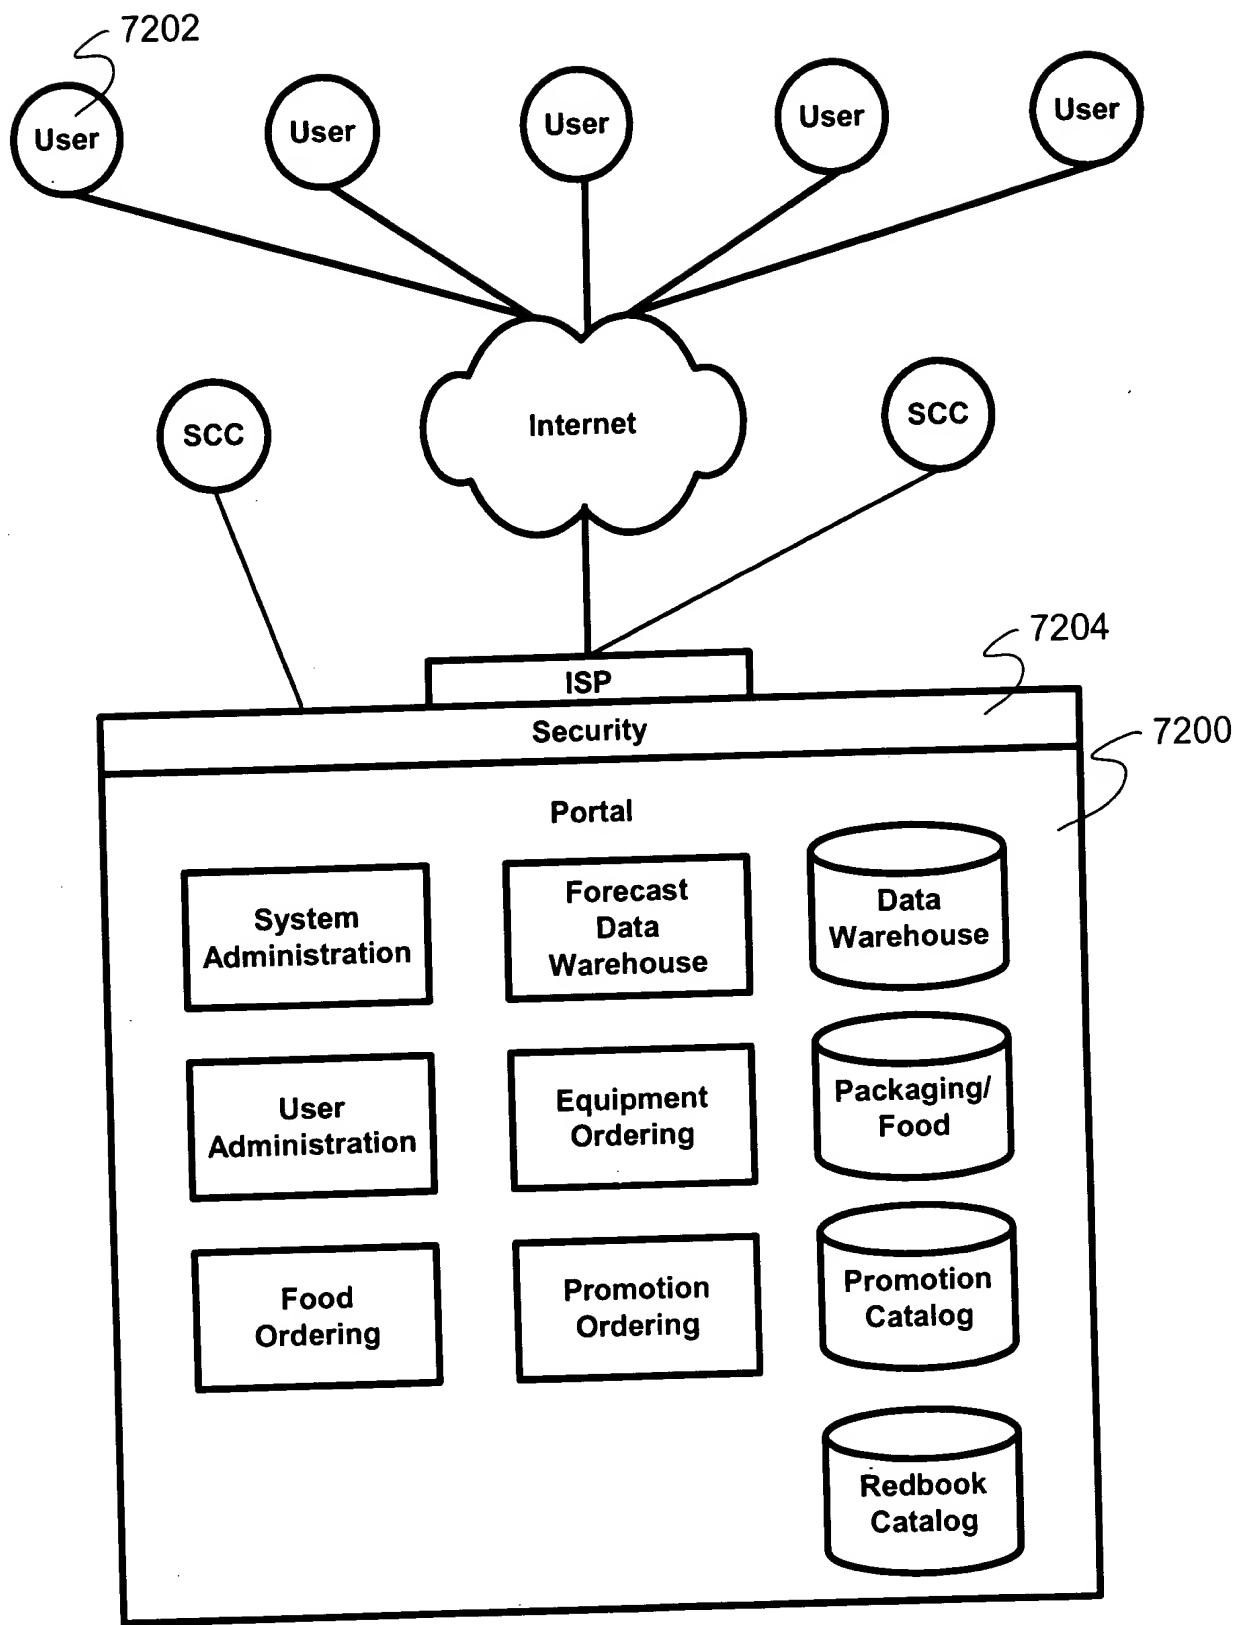 7202
User
User
User
User
User
Internet
SCC
SCC
7204
ISP
Security
7200
Portal
System
Administration
Forecast
Data
Warehouse
Data
Warehouse
User
Administration
Equipment
Ordering
Packaging/
Food
Food
Ordering
Promotion
Ordering
Promotion
Catalog
Redbook
Catalog